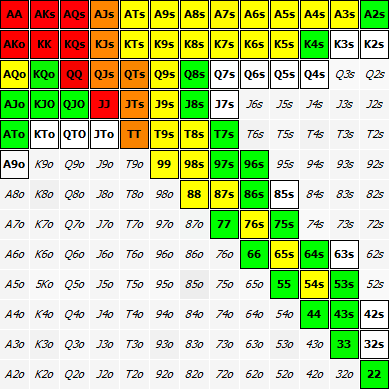 AA AKs AQs AJs ATs A9s A8s A7s A6s A5s A4s A3s A2s
AKo KK KQs KJs KTs K9s K8s K7s K6s K5s K4s K3s K2s
AQo KQo QQ QJs QTs Q9s Q8s Q7s Q6s Q5s Q4s Q3s Q2s
AJo KJO QJO JJ JTs J9s J8s J7s J6s J5s J4s J3s J2s
ATo KTo QTO JTo TT T9s T8s T7s T6s T5s T4s T3s T2s
A9o K9o Q9o J9o T9o 99 98s 97s 96s 95s 94s 93s 92s
A8o K8o Q8o J8o T8o 98o 88 87s 86s 85s 84s 83s 82s
A7o K7o Q7o J7o T7o 97o 87o 77 76s 75s 74s 73s 72s
A6o K6o Q6o J6o T6o 96o 86o 76o 66 65s 64s 63s 62s
A5o 5Ko Q5o J5o T5o 95o 85o 75o 65o 55 54s 53s 52s
A4o K4o Q4o J4o T4o 94o 84o 74o 64o 54o 44 43s 42s
A3o K3o Q3o J3o T3o 93o 83o 73o 63o 53o 43o 33 32s
A2o K2o Q2o J2o T2o 92o 82o 72o 62o 52o 42o 32o 22